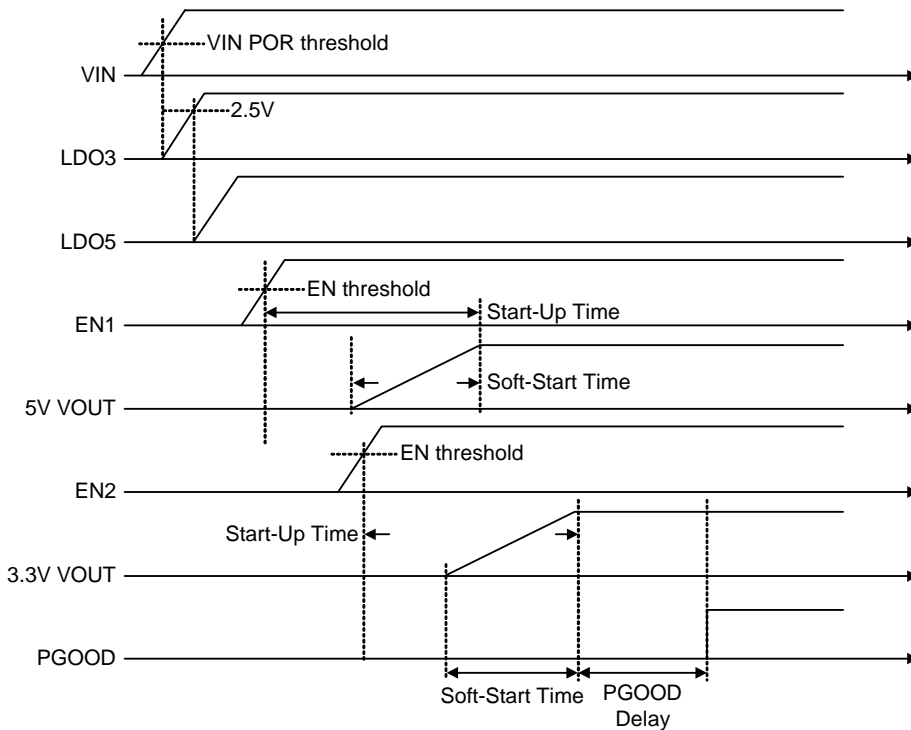 VIN POR threshold
VIN
2.5V
LDO3
LDO5
EN threshold
Start-Up Time
EN1
Soft-Start Time
5V VOUT
EN threshold
EN2
Start-Up Time
3.3V VOUT
PGOOD
Soft-Start Time
PGOOD
Delay